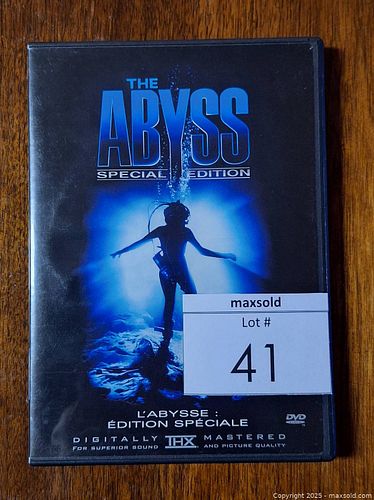 THE
ABYSS
SPECIAL EDITION
maxsold
Lot #
41
L'ABYSSE :
ÉDITION SPÉCIALE
DVD
DIGITALLY THX MASTERED
FOR SUPERIOR SOUND AND PICTURE QUALITY
Copyright 2025 - maxsold.com